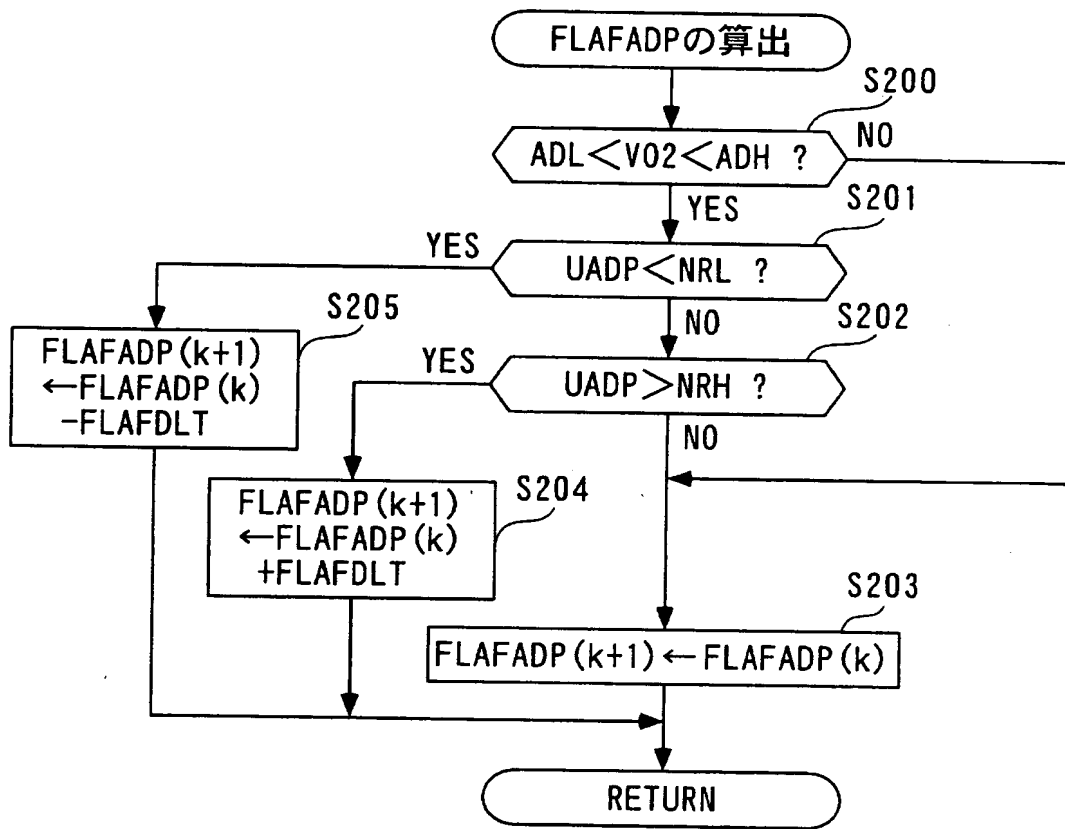 FLAFADPの算出
S200
ADL<VO2<ADH ?
NO
YES
S201
UADP<NRL ?
YES
NO
S202
UADP>NRH ?
YES
NO
S205
FLAFADP(k+1)
←FLAFADP(k)
-FLAFDLT
S204
FLAFADP(k+1)
←FLAFADP(k)
+FLAFDLT
S203
FLAFADP(k+1)←FLAFADP(k)
RETURN